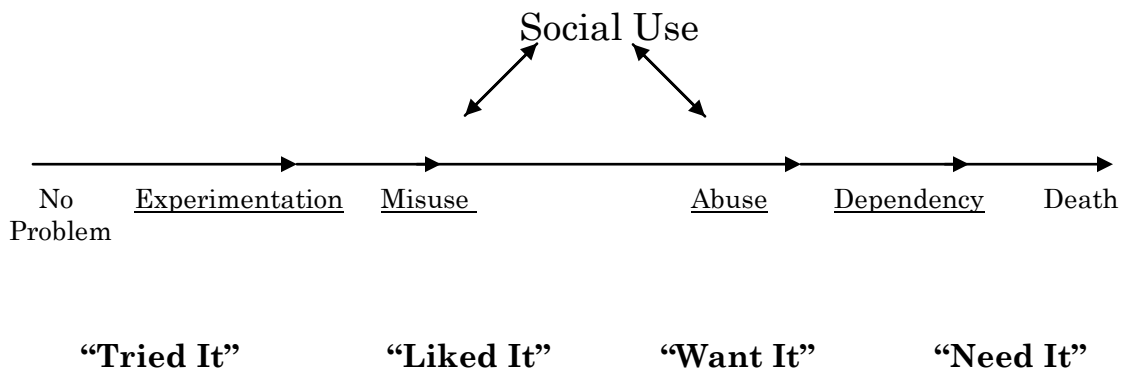 Social Use
No Experimentation Misuse Abuse Dependency Death
Problem
“Tried It” “Liked It” “Want It” “Need It”